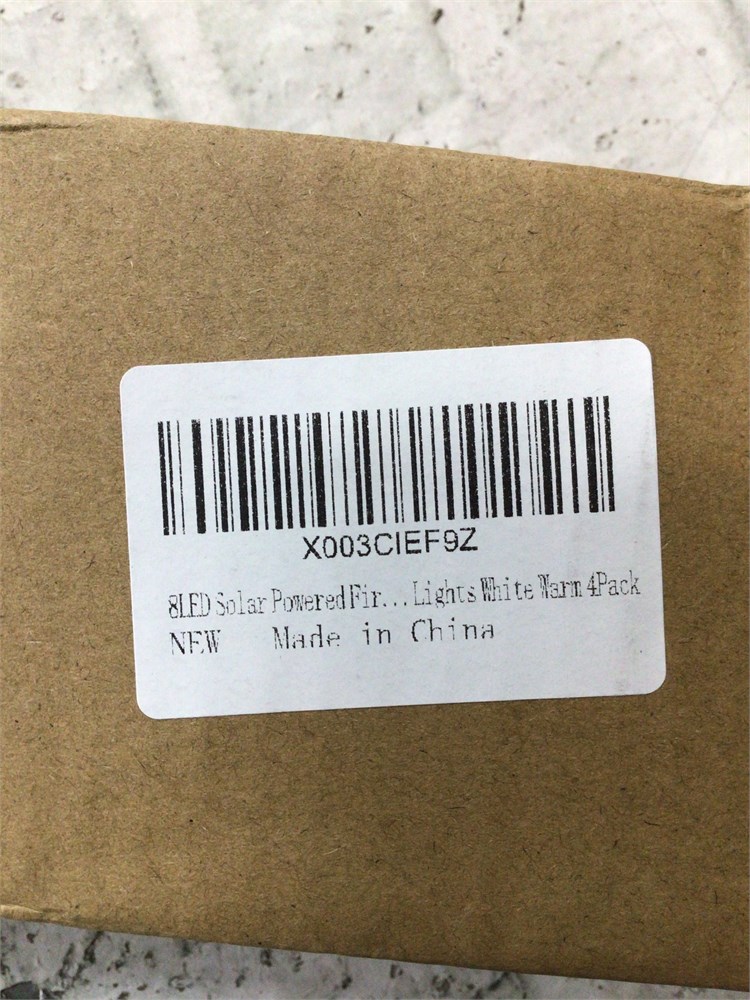 X003CIEF9Z
8LED Solar Powered Fir... Lights White Warm 4Pack
NEW Made in China